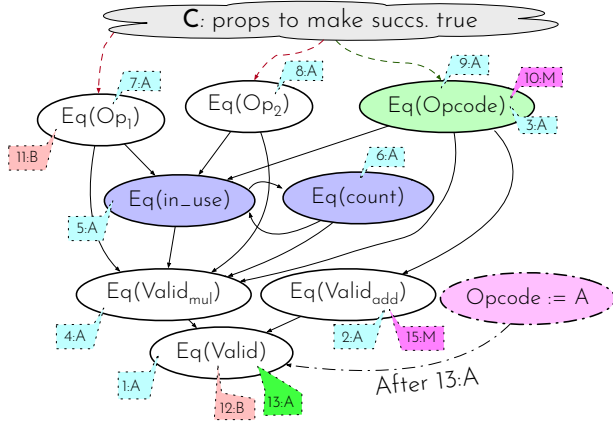 C: props to make succs. true
7:A
8:A
9:A
10:M
Eq(Op1)
Eq(Op2)
Eq(Opcode)
3:A
11:B
6:A
Eq(in_use)
Eq(count)
5:A
Eq(Validmul)
Eq(Validadd)
Opcode := A
4:A
2:A
15:M
Eq(Valid)
1:A
12:B
13:A
After 13:A